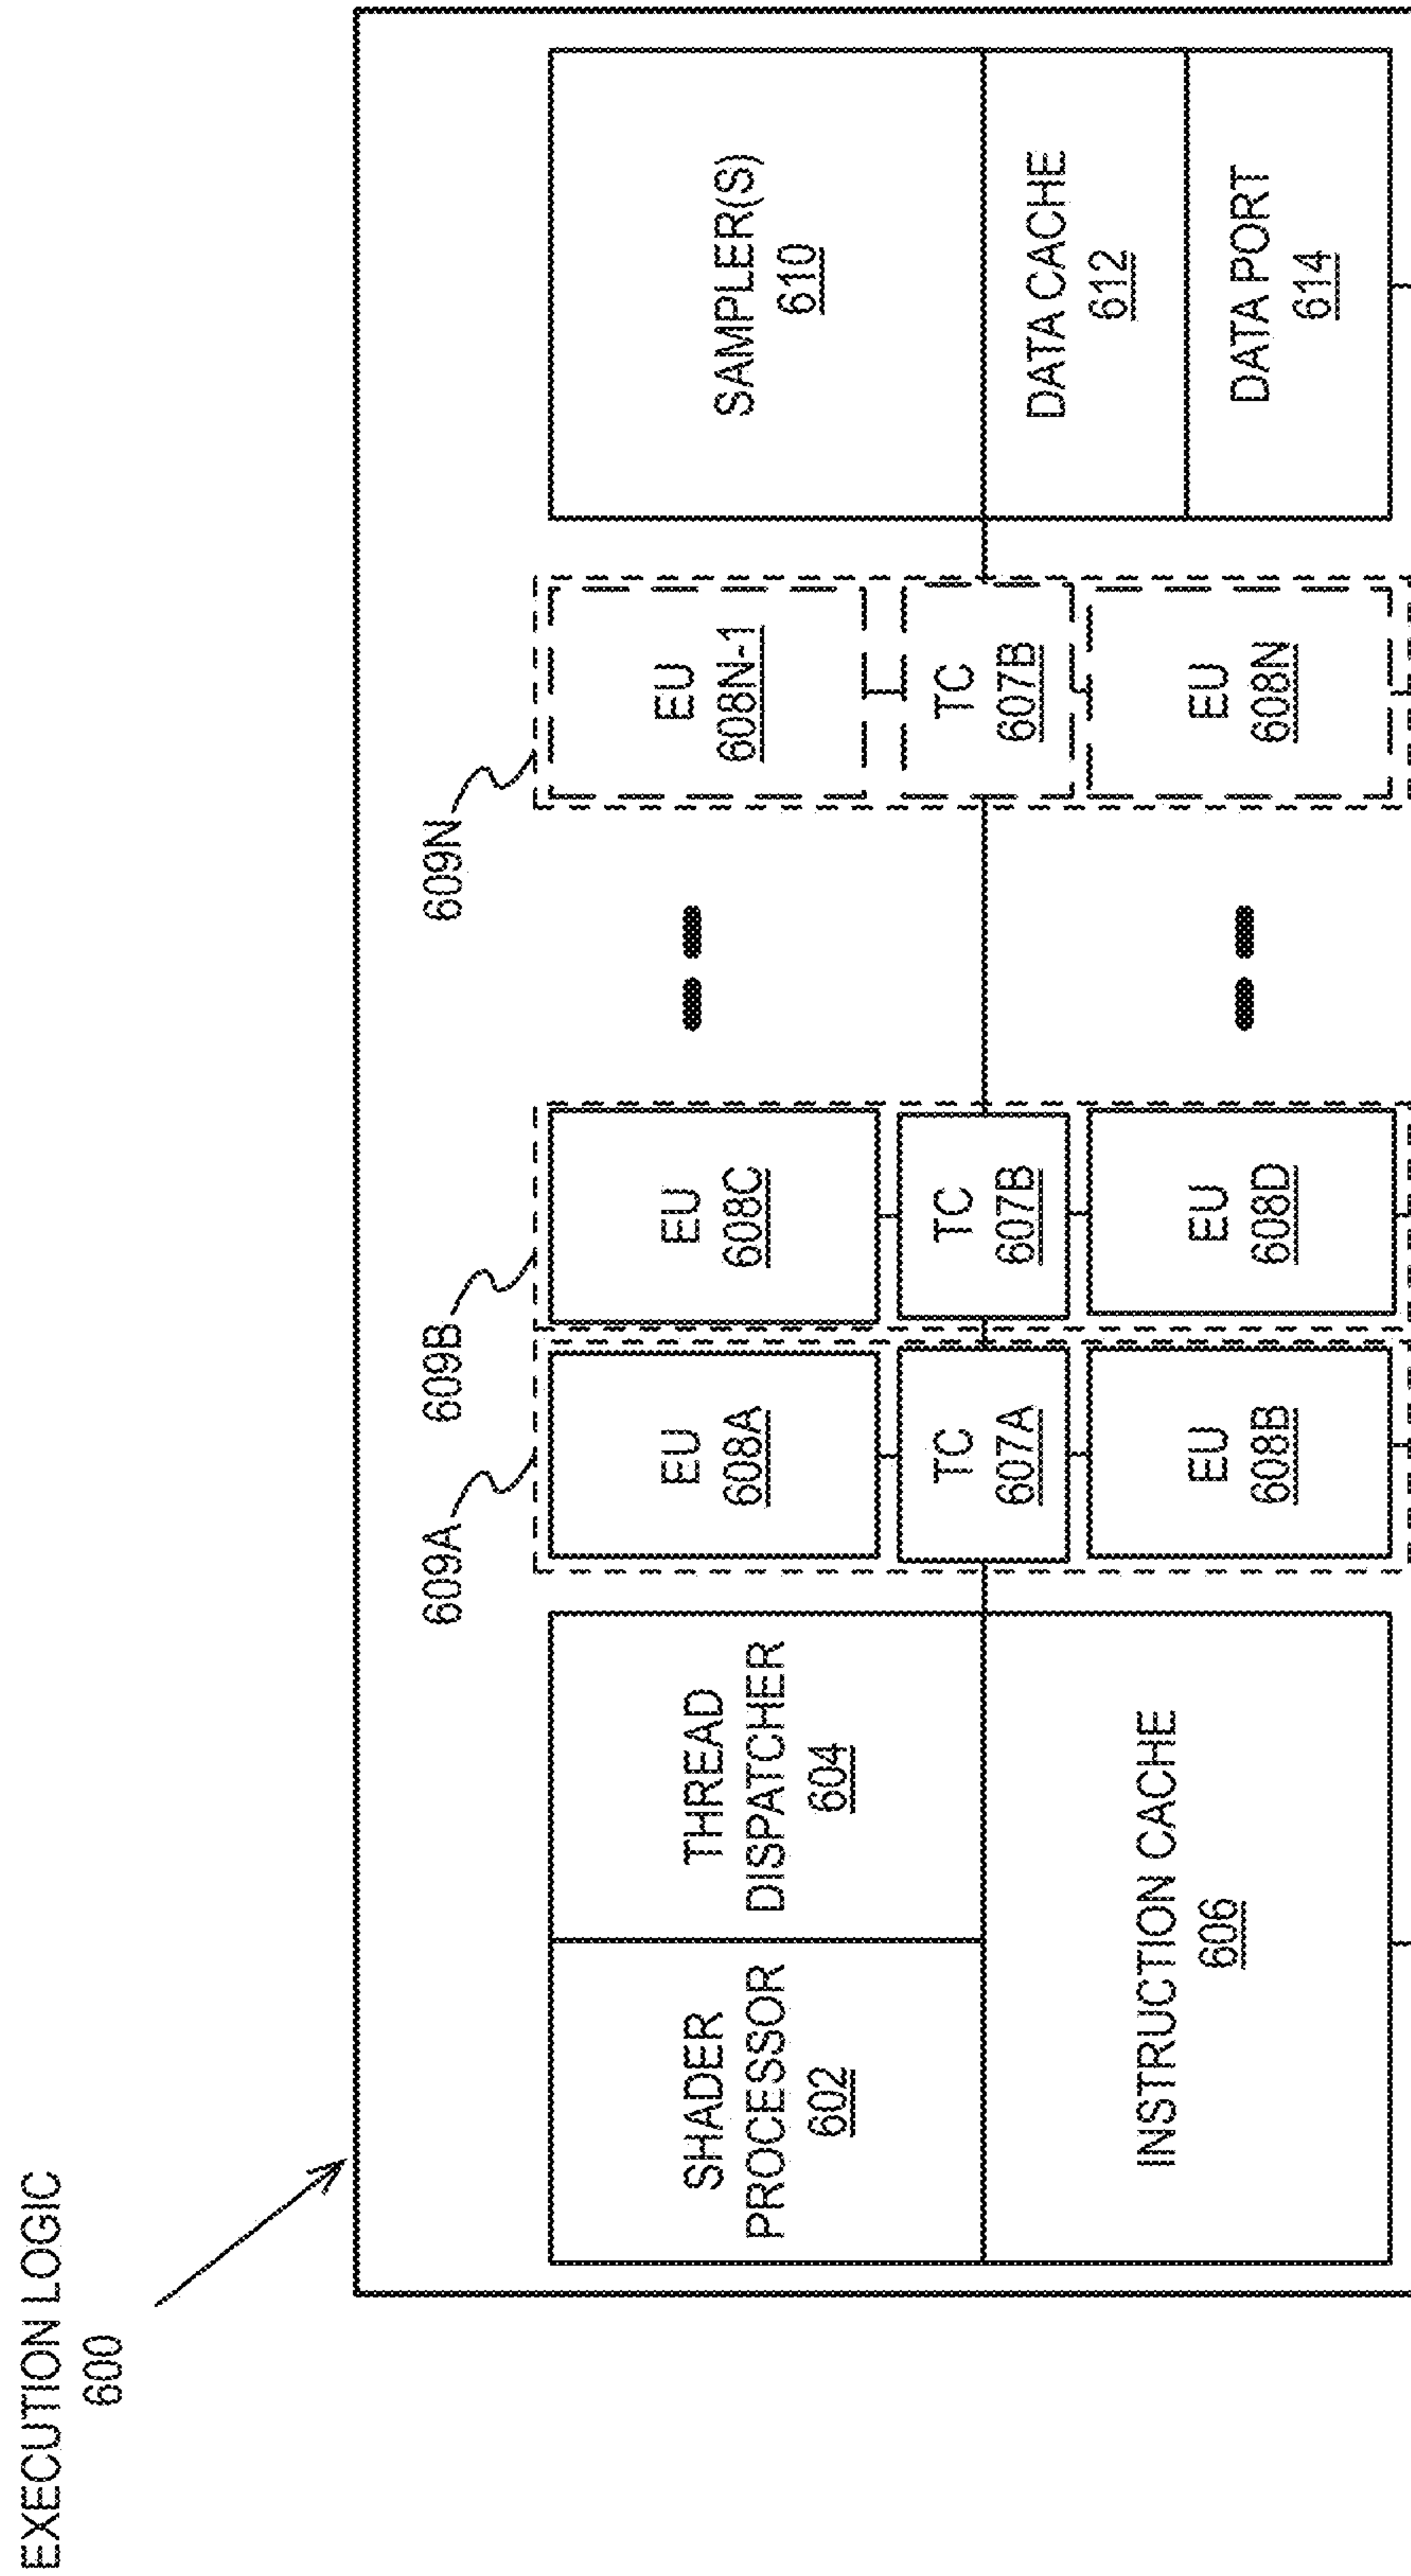 EXECUTION LOGIC
600
609A
609B
609N
SHADER
PROCESSOR
602
THREAD
DISPATCHER
604
INSTRUCTION CACHE
606
EU
608A
TC
607A
EU
608B
EU
608C
TC
607B
EU
608D
EU
608N-1
TC
607B
EU
608N
SAMPLER(S)
610
DATA CACHE
612
DATA PORT
614